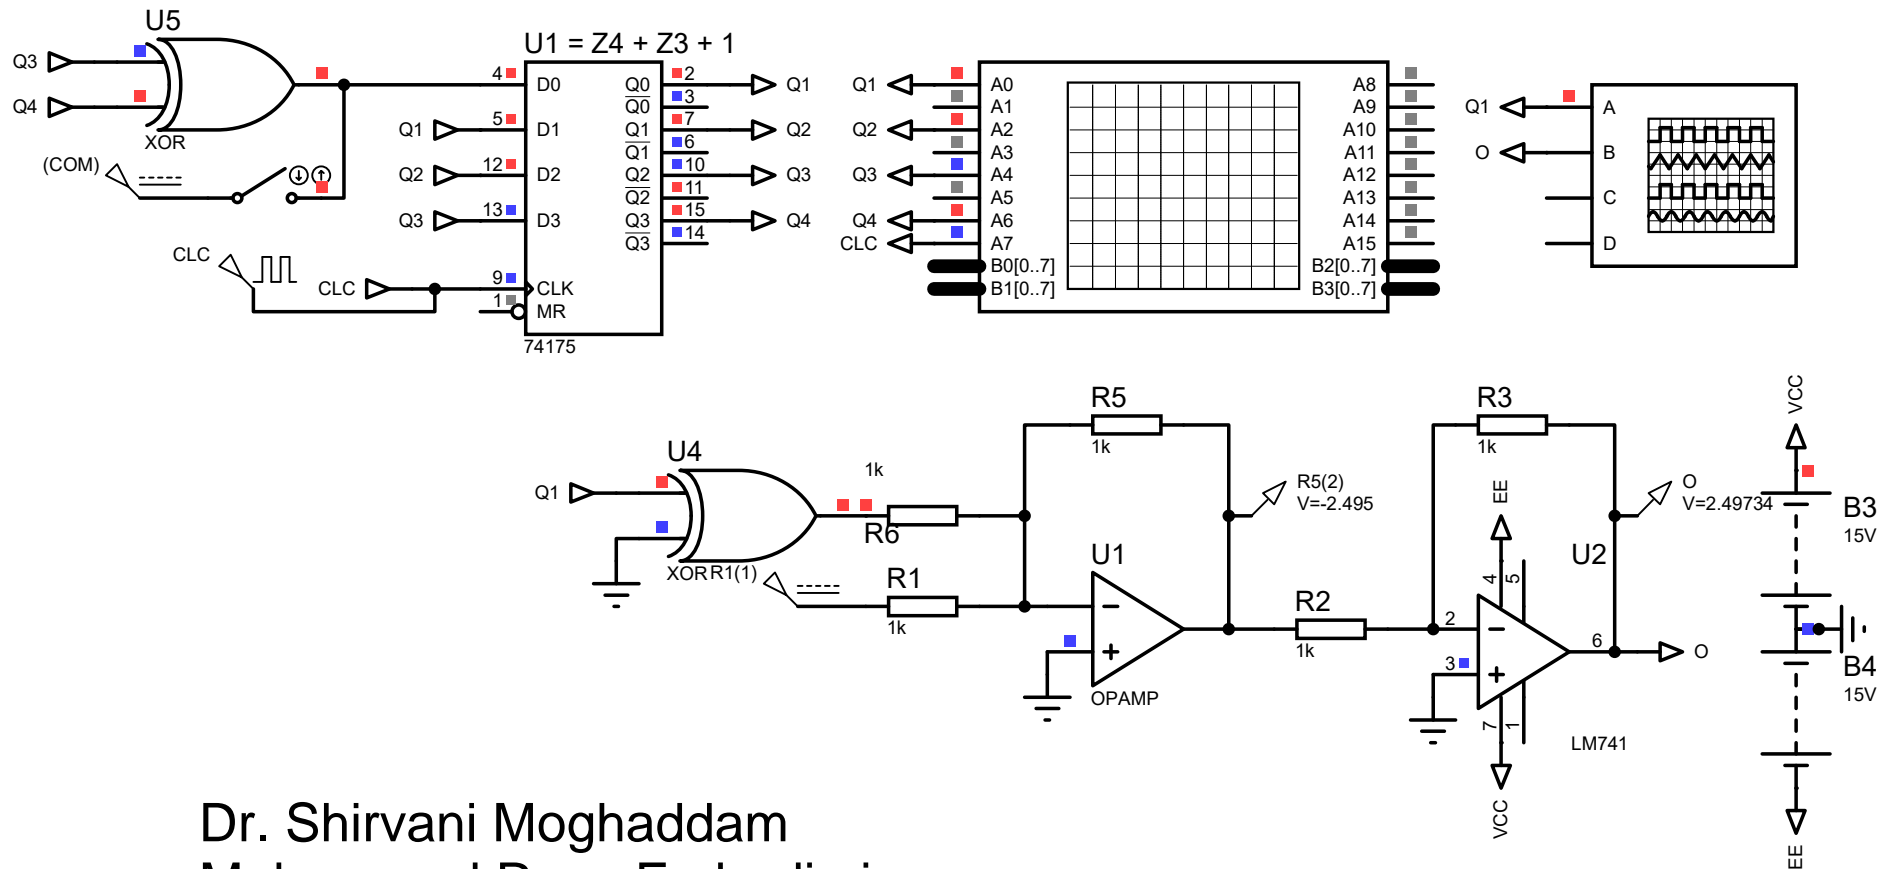 U5
Q3
Q4
XOR
(COM)
CLC
CLC
U1 = Z4 + Z3 + 1
4 D0 Q0 2 Q1
Q0 3
Q1 5 D1 Q1 7 Q2
Q1 6
Q2 12 D2 Q2 10 Q3
Q2 11
Q3 13 D3 Q3 15 Q4
Q3 14
9 CLK
1 MR
74175
Q1 A0 A8
A1 A9
Q2 A2 A10
A3 A11
Q3 A4 A12
A5 A13
Q4 A6 A14
CLC A7 A15
B0[0..7] B2[0..7]
B1[0..7] B3[0..7]
Q1 A
O B
C
D
U4
Q1
XOR
R1(1)
1k
R6
R1
1k
R5
1k
R5(2)
V=-2.495
U1
OPAMP
R2
1k
R3
1k
EE
4 5
U2
2
3
6
7 1
LM741
VCC
O
V=2.49734
O
VCC
B3
15V
B4
15V
EE
Dr. Shirvani Moghaddam